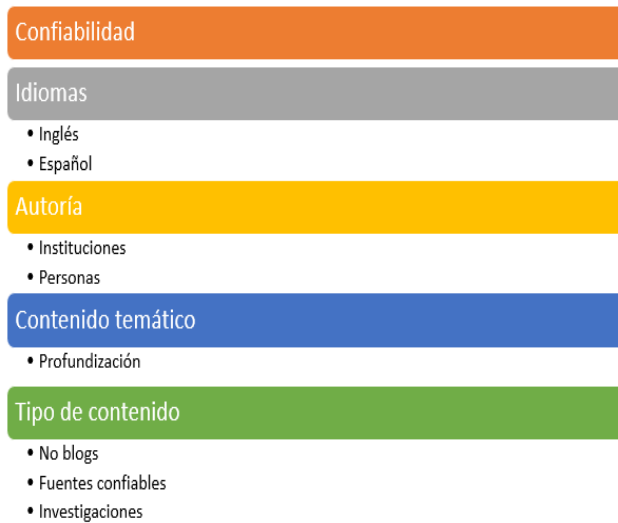 Confiabilidad
Idiomas
• Inglés
• Español
Autoría
• Instituciones
• Personas
Contenido temático
• Profundización
Tipo de contenido
• No blogs
• Fuentes confiables
• Investigaciones